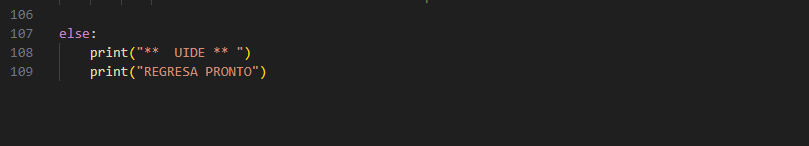 106
107 else:
108     print("**  UIDE ** ")
109     print("REGRESA PRONTO")